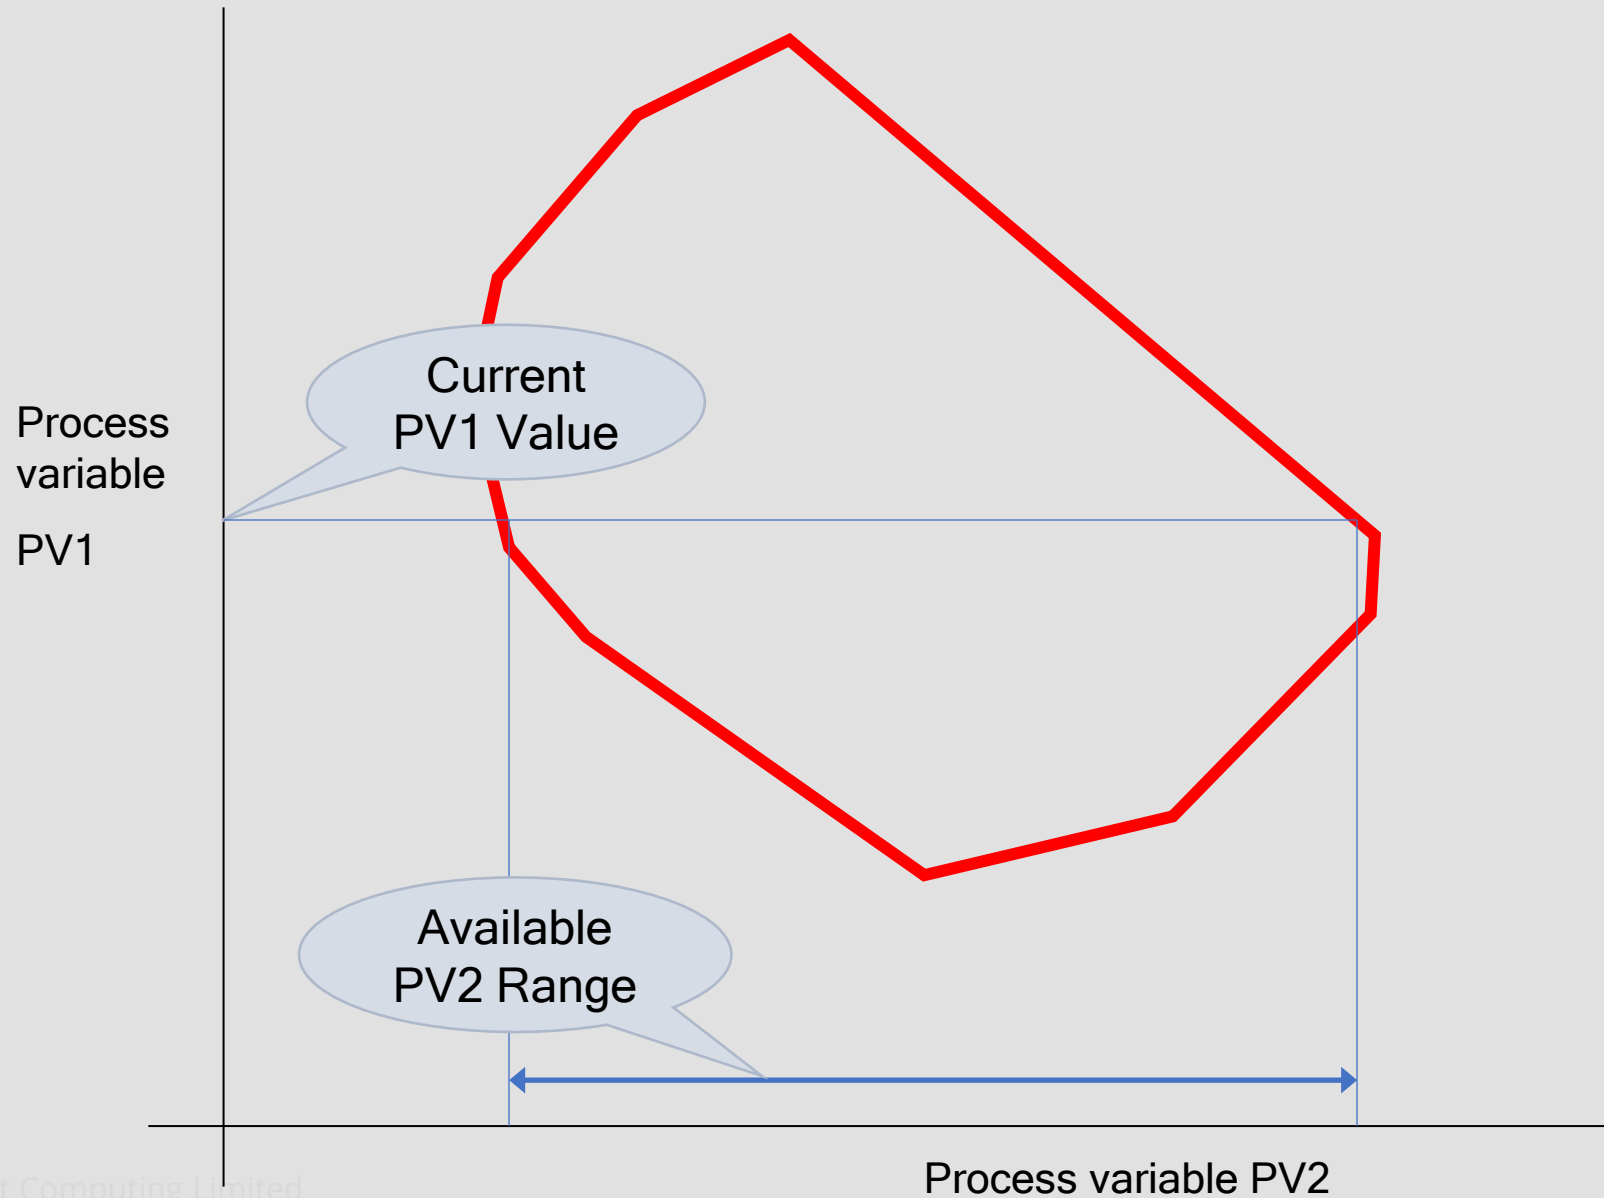 Current
PV1 Value
Process
variable
PV1
Available
PV2 Range
Process variable PV2
t Computing Limited